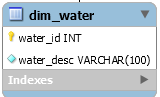 dim_water
water_id INT
water_desc VARCHAR(100)
Indexes